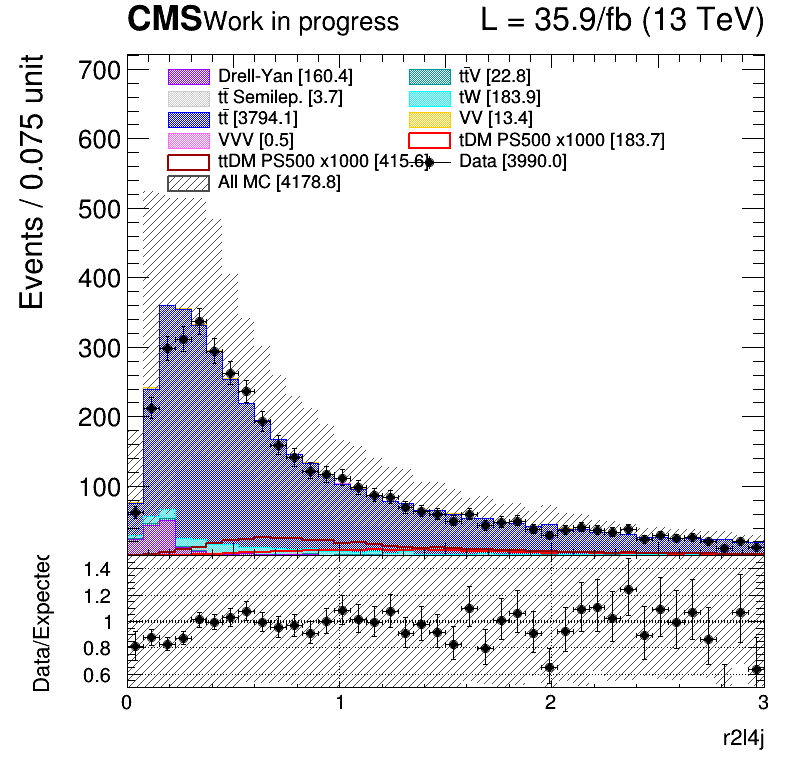 CMS Work in progress L = 35.9/fb (13 TeV)
Events / 0.075 unit
700
600
500
400
300
200
100
Drell-Yan [160.4]
tt̄V [22.8]
tt̄ Semilep. [3.7]
tW [183.9]
tt̄ [3794.1]
VV [13.4]
VVV [0.5]
tDM PS500 x1000 [183.7]
ttDM PS500 x1000 [415.6]
Data [3990.0]
All MC [4178.8]
Data/Expected
1.4
1.2
1
0.8
0.6
0 1 2 3
r2l4j